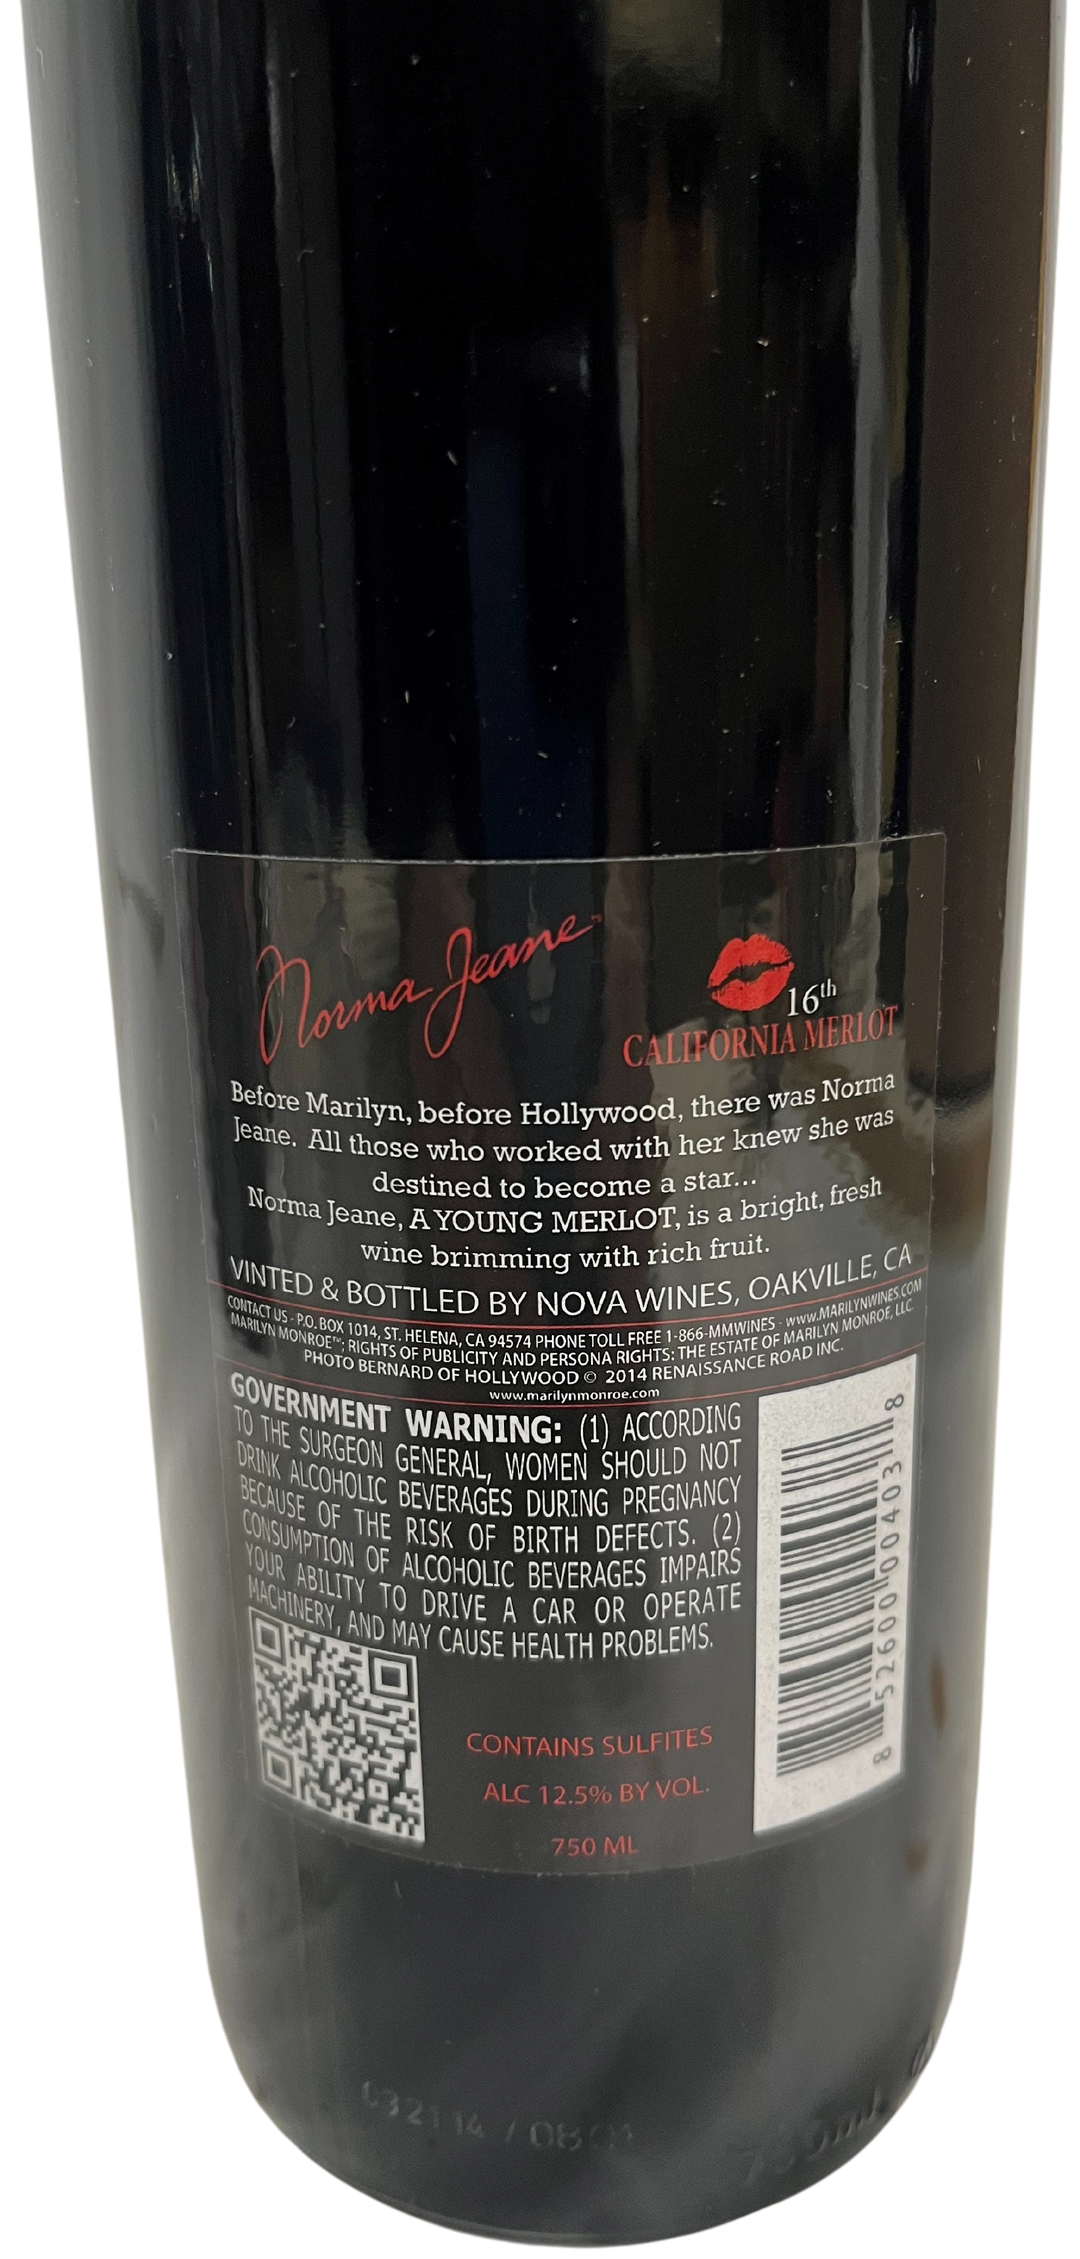 Norma Jeane™
16th
CALIFORNIA MERLOT
Before Marilyn, before Hollywood, there was Norma
Jeane. All those who worked with her knew she was
destined to become a star...
Norma Jeane, A YOUNG MERLOT, is a bright, fresh
wine brimming with rich fruit.
VINTED & BOTTLED BY NOVA WINES, OAKVILLE, CA
CONTACT US - P.O. BOX 1014, ST. HELENA, CA 94574 PHONE TOLL FREE 1-866-MMWINES - www.MARILYNWINES.COM
MARILYN MONROE™; RIGHTS OF PUBLICITY AND PERSONA RIGHTS: THE ESTATE OF MARILYN MONROE, LLC.
PHOTO BERNARD OF HOLLYWOOD © 2014 RENAISSANCE ROAD INC.
www.marilynmonroe.com
GOVERNMENT WARNING: (1) ACCORDING
TO THE SURGEON GENERAL, WOMEN SHOULD NOT
DRINK ALCOHOLIC BEVERAGES DURING PREGNANCY
BECAUSE OF THE RISK OF BIRTH DEFECTS. (2)
CONSUMPTION OF ALCOHOLIC BEVERAGES IMPAIRS
YOUR ABILITY TO DRIVE A CAR OR OPERATE
MACHINERY, AND MAY CAUSE HEALTH PROBLEMS.
8 52600 00403 8
CONTAINS SULFITES
ALC 12.5% BY VOL.
750 ML
750mL